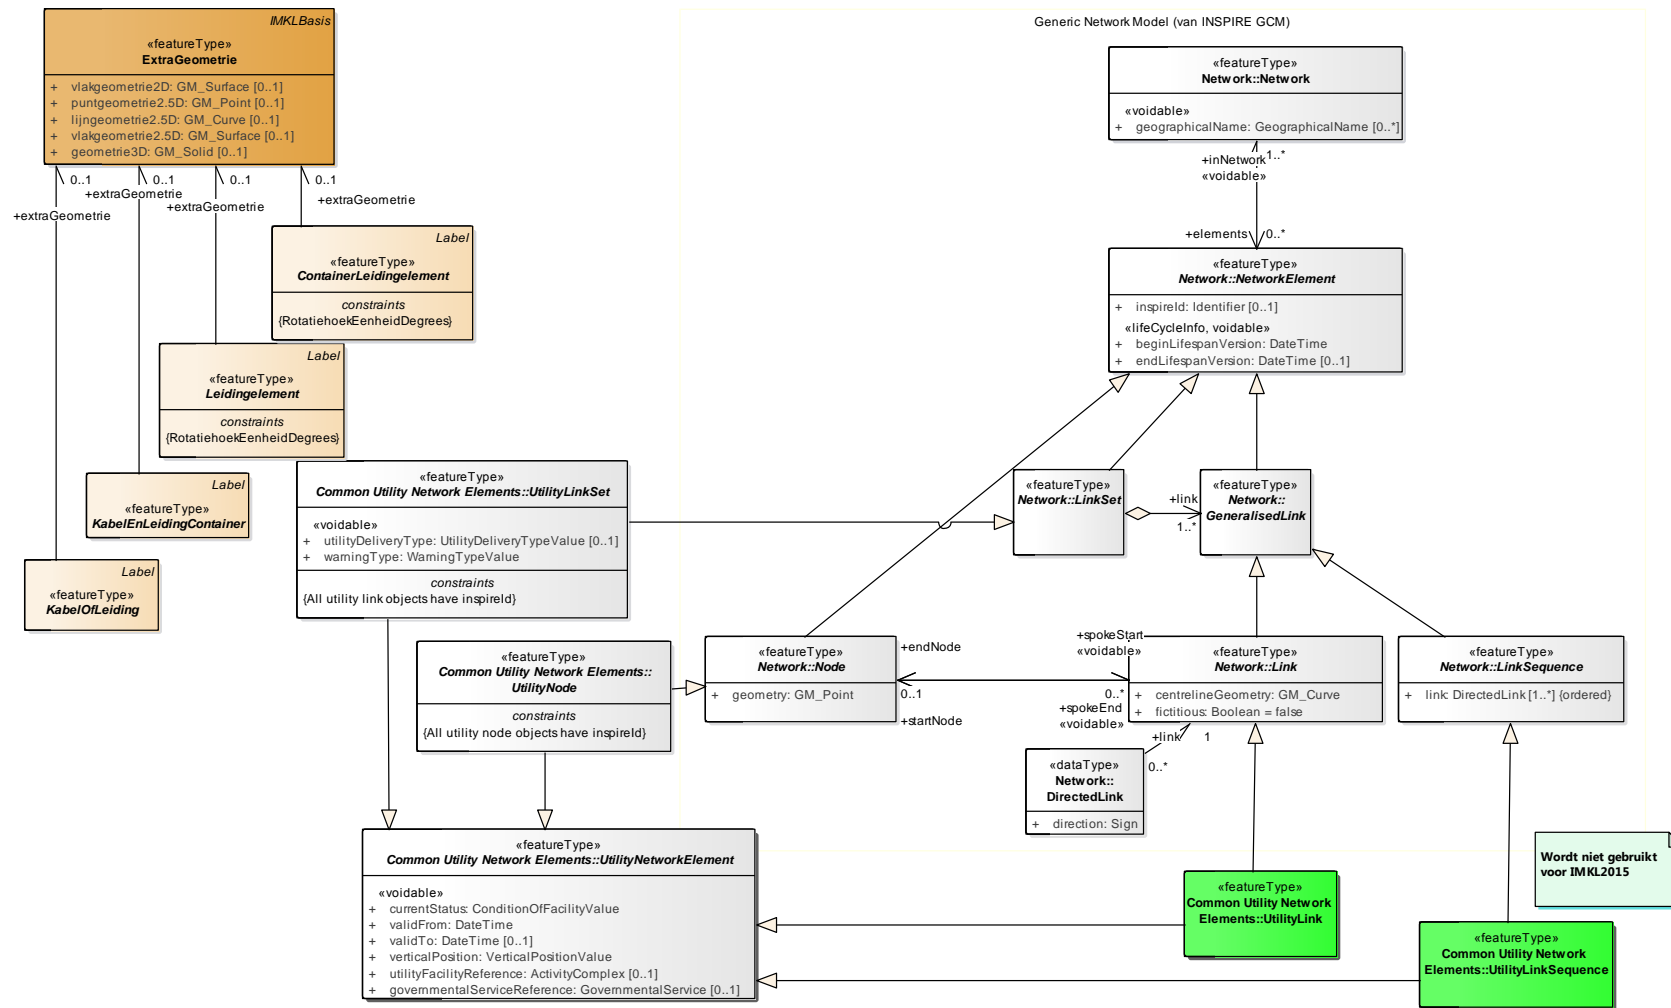 IMKLBasis
«featureType»
ExtraGeometrie
+ vlakgeometrie2D: GM_Surface [0..1]
+ puntgeometrie2.5D: GM_Point [0..1]
+ lijngeometrie2.5D: GM_Curve [0..1]
+ vlakgeometrie2.5D: GM_Surface [0..1]
+ geometrie3D: GM_Solid [0..1]
0..1
0..1
0..1
0..1
+extraGeometrie
+extraGeometrie
+extraGeometrie
+extraGeometrie
Label
«featureType»
ContainerLeidingelement
constraints
{RotatiehoekEenheidDegrees}
Label
«featureType»
Leidingelement
constraints
{RotatiehoekEenheidDegrees}
Label
«featureType»
KabelEnLeidingContainer
Label
«featureType»
KabelOfLeiding
Generic Network Model (van INSPIRE GCM)
«featureType»
Network::Network
«voidable»
+ geographicalName: GeographicalName [0..*]
+inNetwork
1..*
«voidable»
+elements
0..*
«featureType»
Network::NetworkElement
+ inspireId: Identifier [0..1]
«lifeCycleInfo, voidable»
+ beginLifespanVersion: DateTime
+ endLifespanVersion: DateTime [0..1]
«featureType»
Common Utility Network Elements::UtilityLinkSet
«voidable»
+ utilityDeliveryType: UtilityDeliveryTypeValue [0..1]
+ warningType: WarningTypeValue
constraints
{All utility link objects have inspireId}
«featureType»
Network::LinkSet
+link
1..*
«featureType»
Network::
GeneralisedLink
«featureType»
Common Utility Network Elements::
UtilityNode
constraints
{All utility node objects have inspireId}
«featureType»
Network::Node
+ geometry: GM_Point
+endNode
0..1
+startNode
+spokeStart
«voidable»
0..*
+spokeEnd
«voidable»
«featureType»
Network::Link
+ centrelineGeometry: GM_Curve
+ fictitious: Boolean = false
«featureType»
Network::LinkSequence
+ link: DirectedLink [1..*] {ordered}
+link
1
0..*
«dataType»
Network::
DirectedLink
+ direction: Sign
«featureType»
Common Utility Network Elements::UtilityNetworkElement
«voidable»
+ currentStatus: ConditionOfFacilityValue
+ validFrom: DateTime
+ validTo: DateTime [0..1]
+ verticalPosition: VerticalPositionValue
+ utilityFacilityReference: ActivityComplex [0..1]
+ governmentalServiceReference: GovernmentalService [0..1]
«featureType»
Common Utility Network
Elements::UtilityLink
Wordt niet gebruikt
voor IMKL2015
«featureType»
Common Utility Network
Elements::UtilityLinkSequence